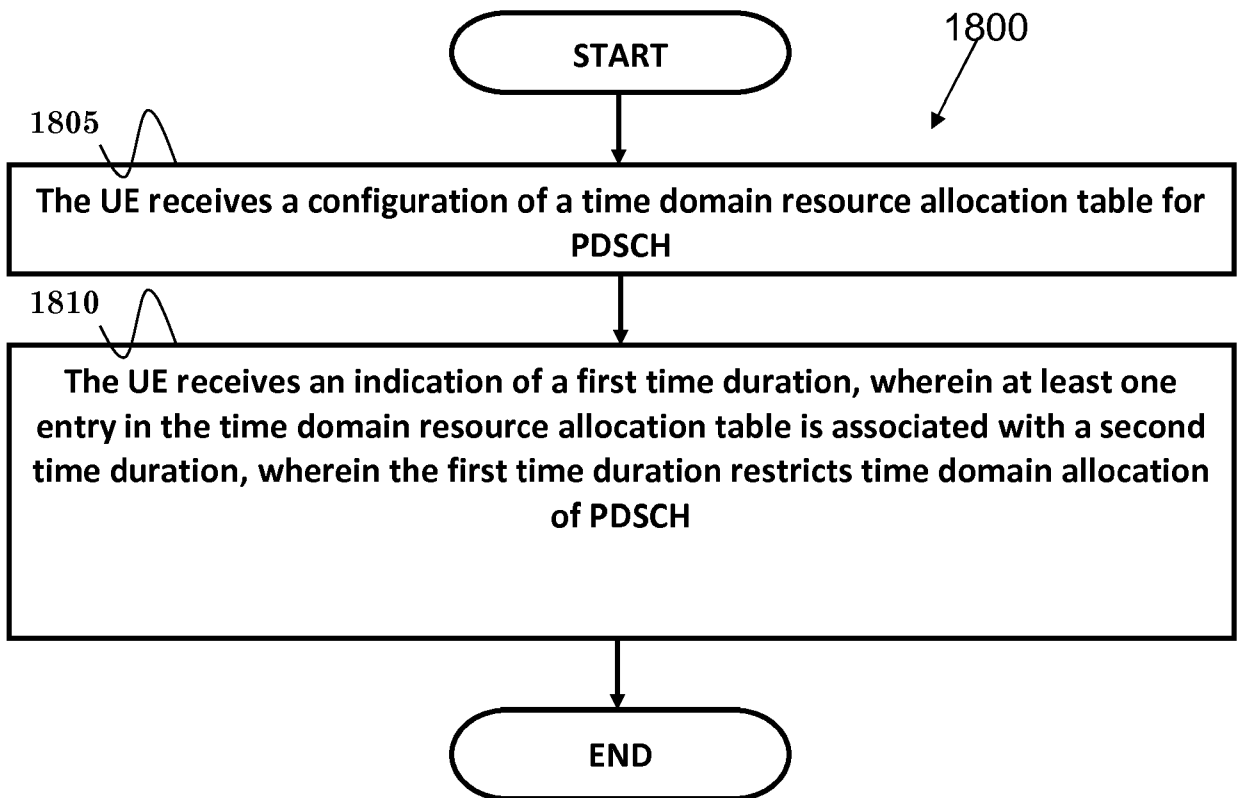 START
1800
1805
The UE receives a configuration of a time domain resource allocation table for
PDSCH
1810
The UE receives an indication of a first time duration, wherein at least one
entry in the time domain resource allocation table is associated with a second
time duration, wherein the first time duration restricts time domain allocation
of PDSCH
END